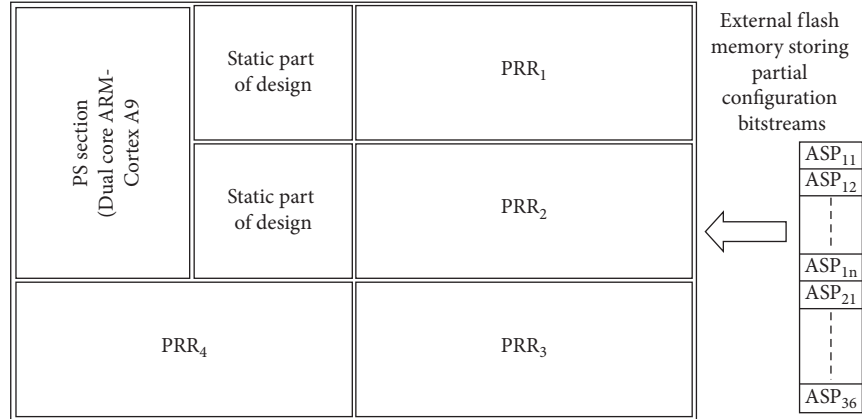 PS section
(Dual core ARM-
Cortex A9
Static part
of design
PRR₁
Static part
of design
PRR₂
PRR₄
PRR₃
External flash
memory storing
partial
configuration
bitstreams
ASP₁₁
ASP₁₂
ASP₁ₙ
ASP₂₁
ASP₃₆